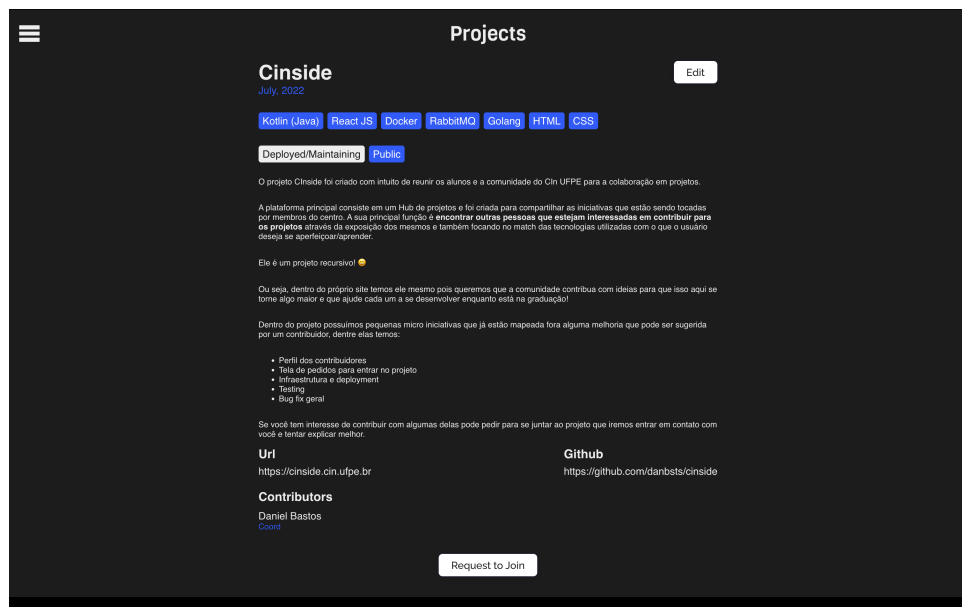 Projects
Cinside
Edit
July, 2022
Kotlin (Java) React JS Docker RabbitMQ Golang HTML CSS
Deployed/Maintaining Public
O projeto CInside foi criado com intuito de reunir os alunos e a comunidade do CIn UFPE para a colaboração em projetos.
A plataforma principal consiste em um Hub de projetos e foi criada para compartilhar as iniciativas que estão sendo tocadas
por membros do centro. A sua principal função é encontrar outras pessoas que estejam interessadas em contribuir para
os projetos através da exposição dos mesmos e também focando no match das tecnologias utilizadas com o que o usuário
deseja se aperfeiçoar/aprender.
Ele é um projeto recursivo! 😄
Ou seja, dentro do próprio site temos ele mesmo pois queremos que a comunidade contribua com ideias para que isso aqui se
torne algo maior e que ajude cada um a se desenvolver enquanto está na graduação!
Dentro do projeto possuímos pequenas micro iniciativas que já estão mapeada fora alguma melhoria que pode ser sugerida
por um contribuidor, dentre elas temos:
• Perfil dos contribuidores
• Tela de pedidos para entrar no projeto
• Infraestrutura e deployment
• Testing
• Bug fix geral
Se você tem interesse de contribuir com algumas delas pode pedir para se juntar ao projeto que iremos entrar em contato com
você e tentar explicar melhor.
Url
https://cinside.cin.ufpe.br
Github
https://github.com/danbsts/cinside
Contributors
Daniel Bastos
Coord
Request to Join